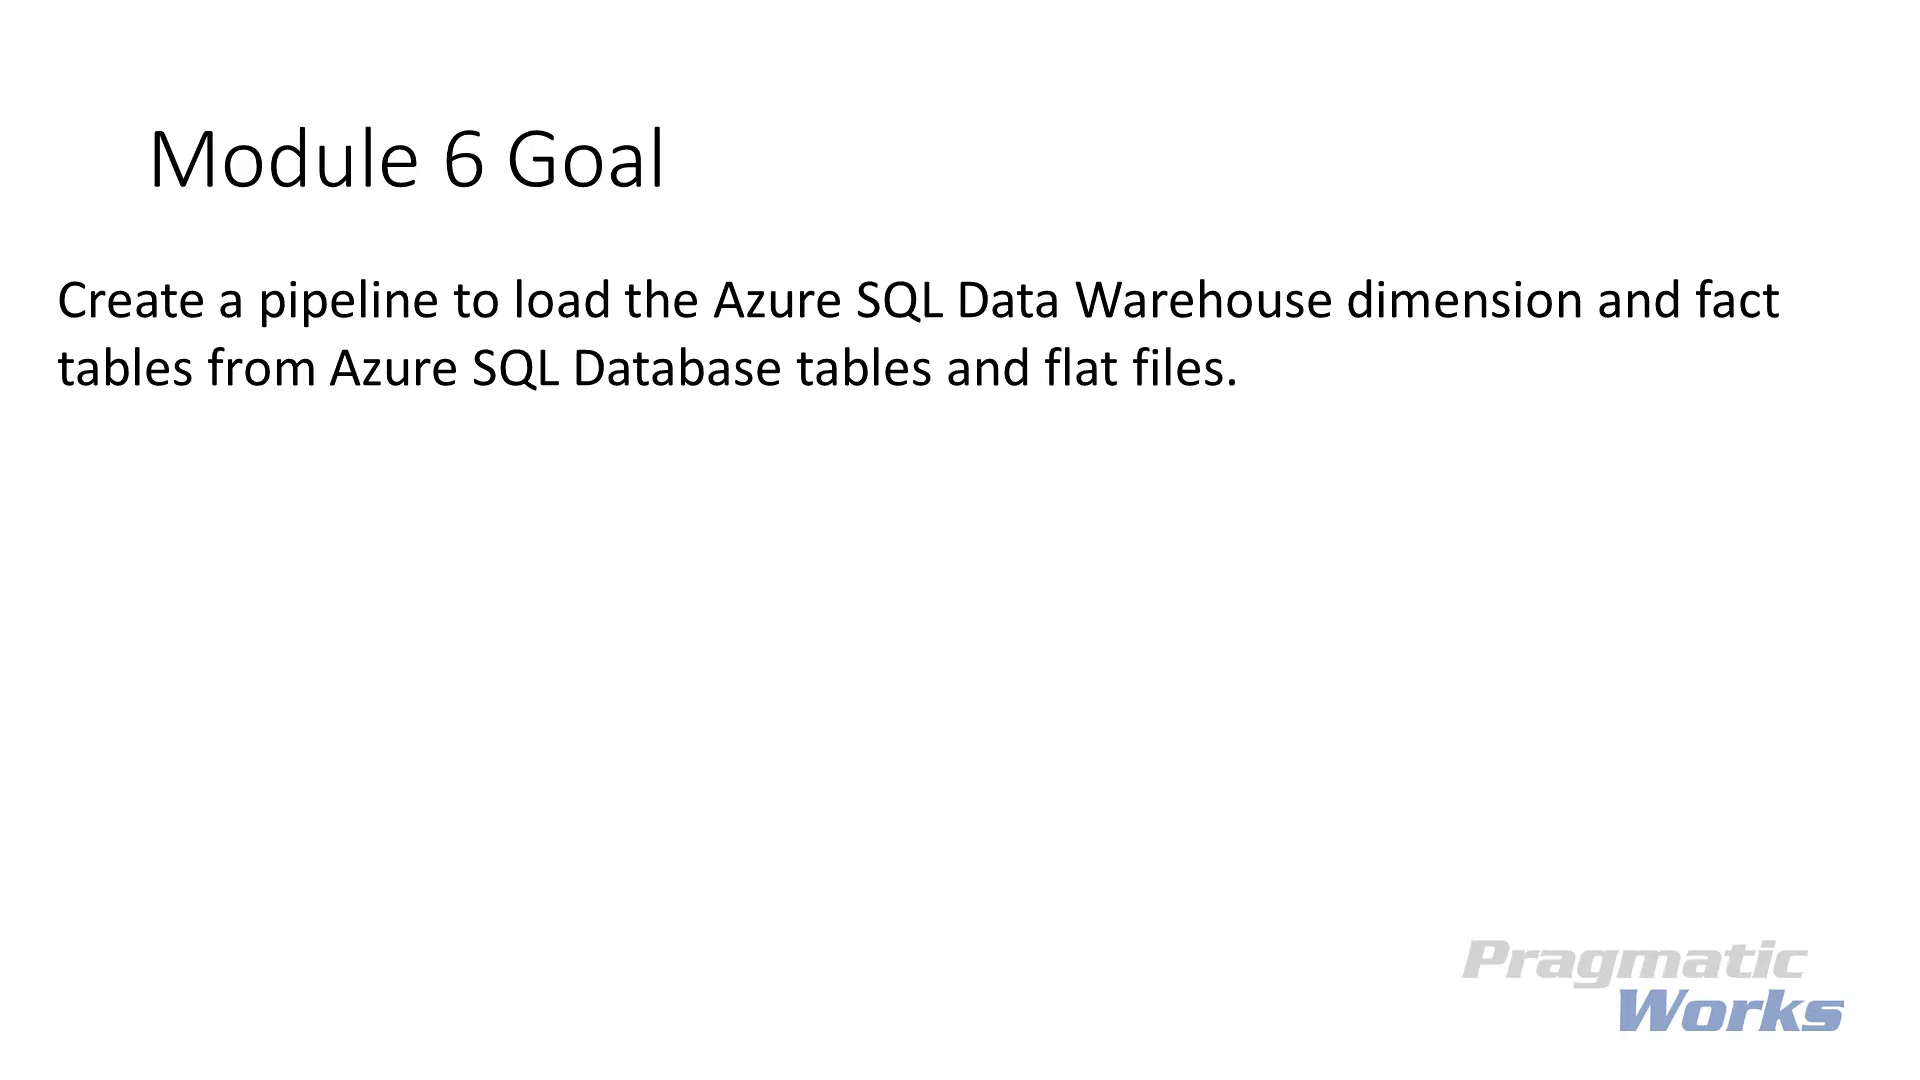 Module 6 Goal
Create a pipeline to load the Azure SQL Data Warehouse dimension and fact
tables from Azure SQL Database tables and flat files.
Pragmatic
Works